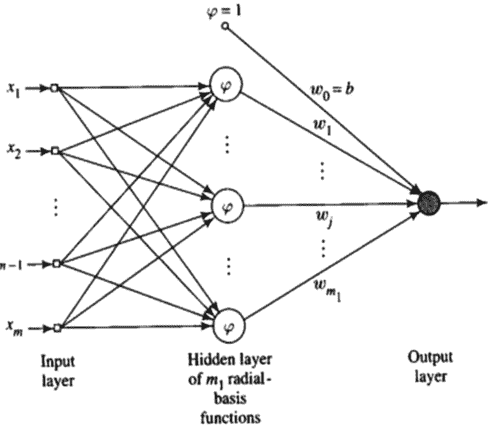 φ = 1
x₁
w₀ = b
φ
w₁
x₂
φ
wⱼ
n−1
w_m₁
xₘ
φ
Input
layer
Hidden layer
of m₁ radial-
basis
functions
Output
layer